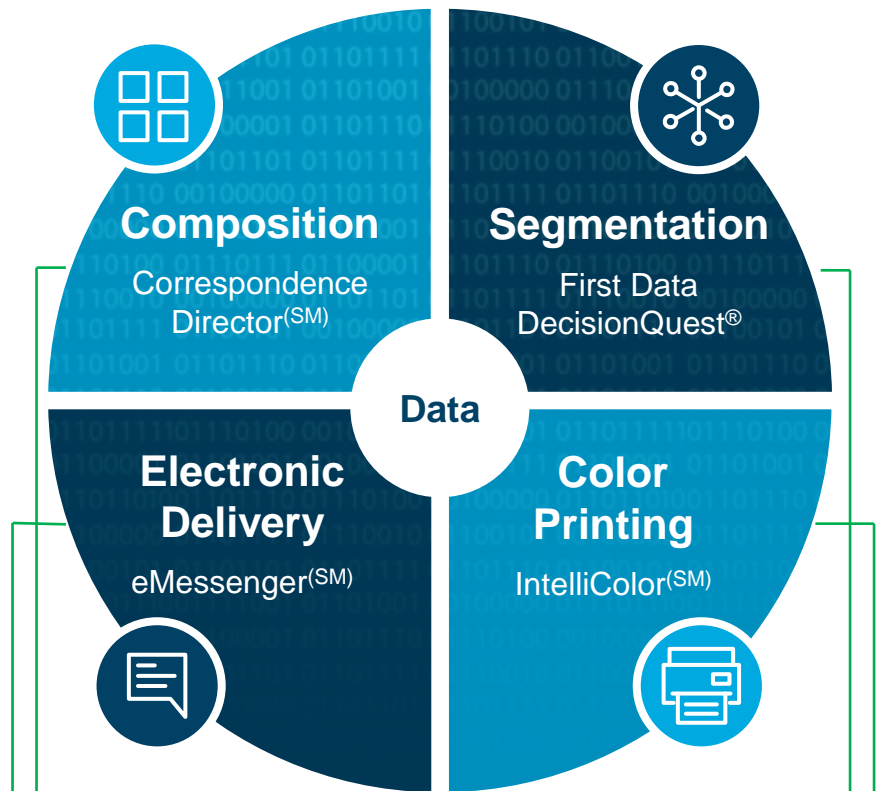 Composition
Correspondence
Director(SM)
Segmentation
First Data
DecisionQuest®
Data
Electronic
Delivery
eMessenger(SM)
Color
Printing
IntelliColor(SM)